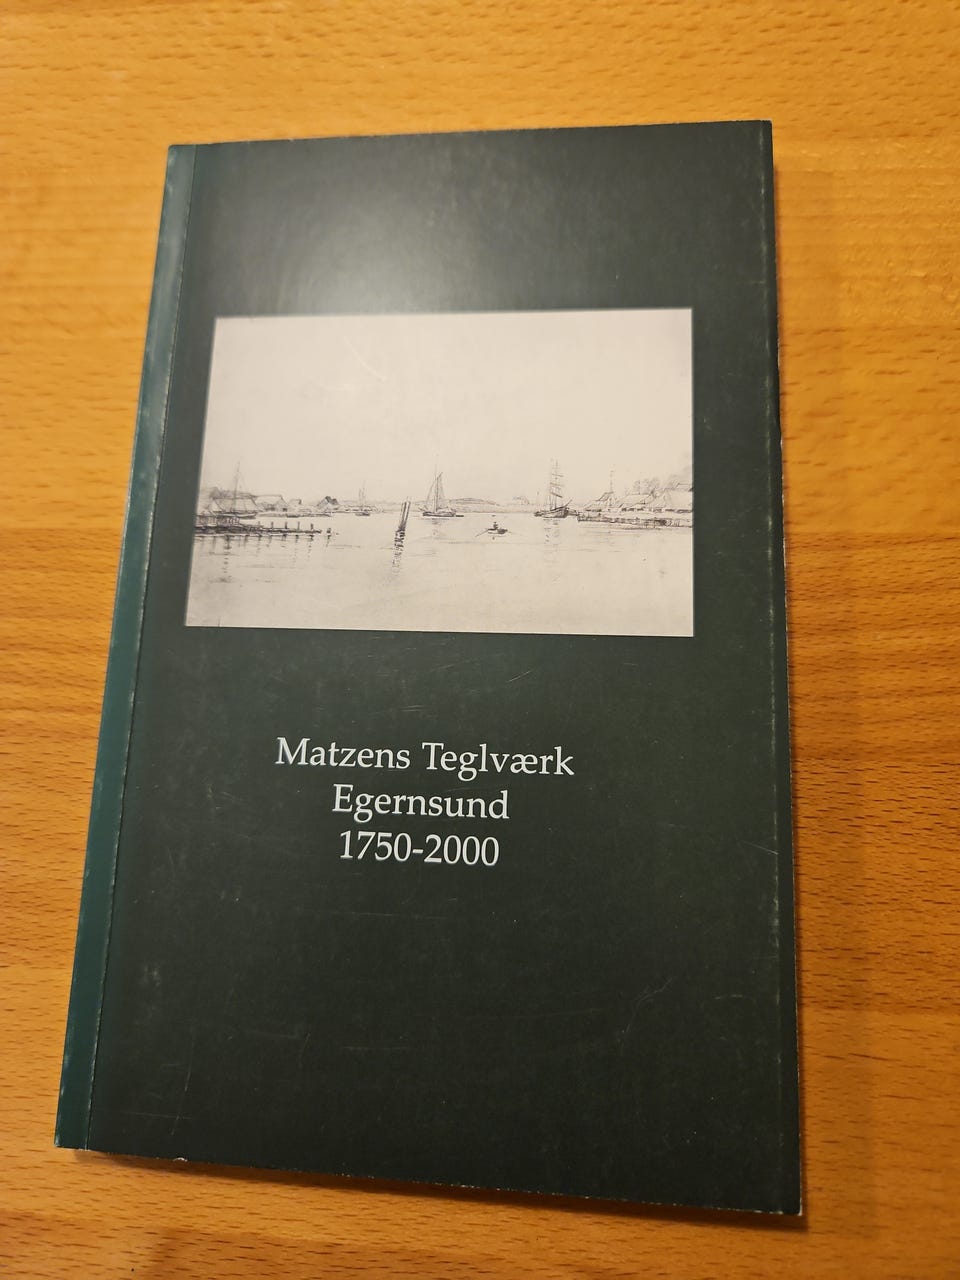 Matzens Teglværk
Egernsund
1750-2000